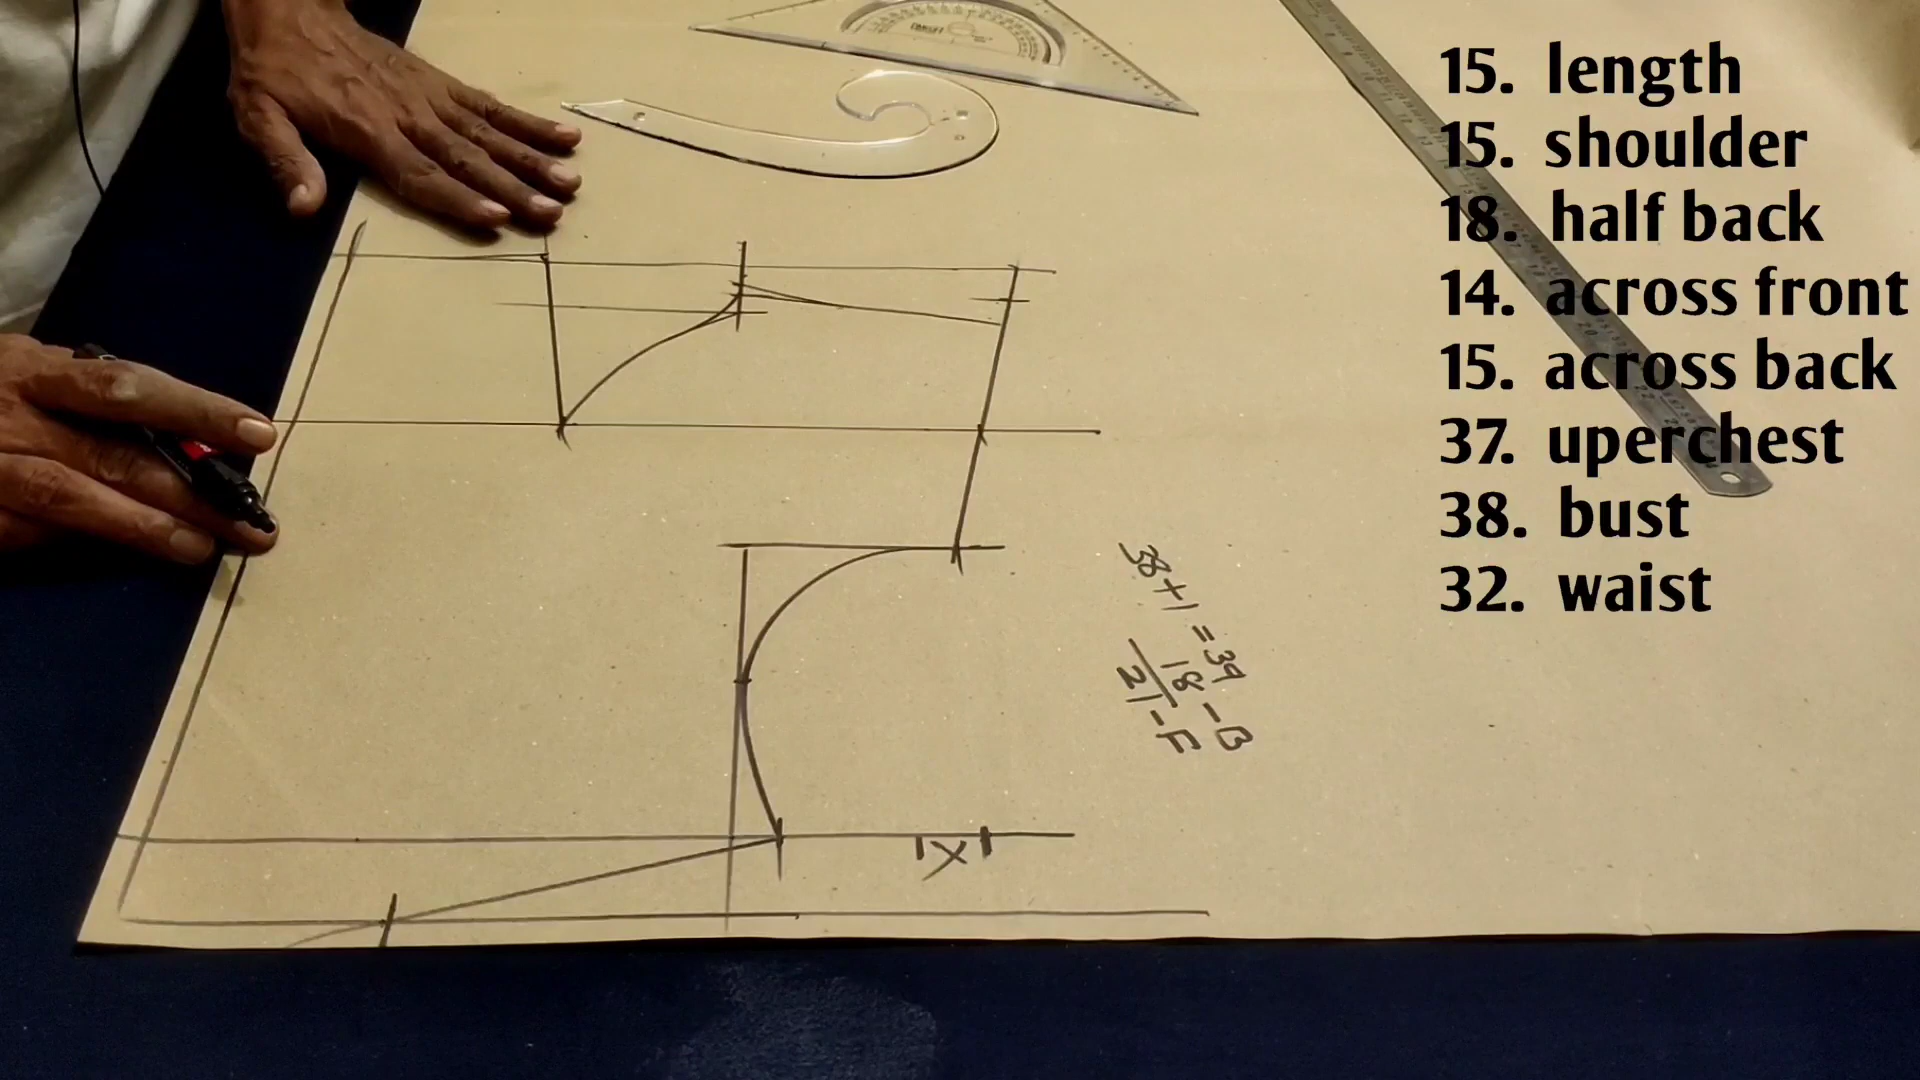 15. length
15. shoulder
18. half back
14. across front
15. across back
37. uperchest
38. bust
32. waist
38+1 = 39
18 - B
21 - F
X